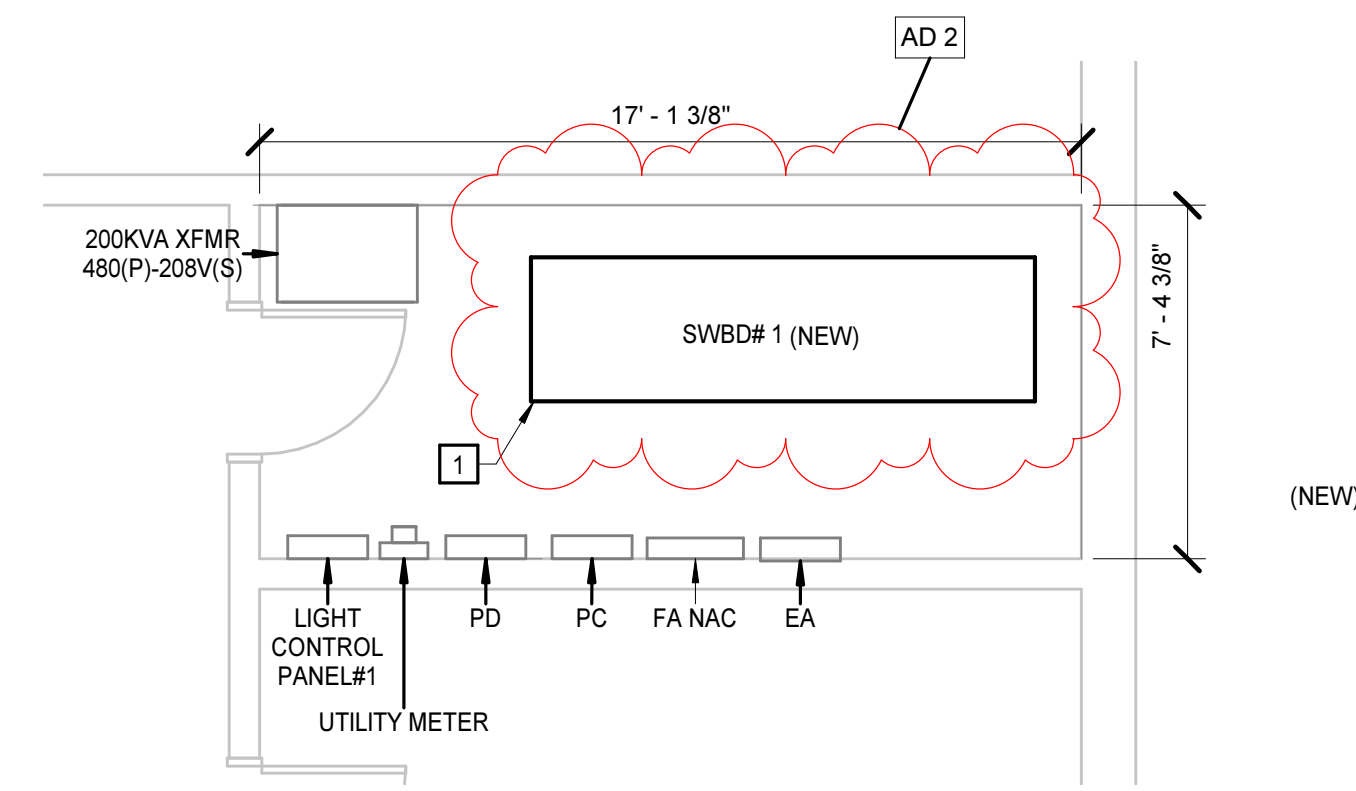 AD 2
17' - 1 3/8"
200KVA XFMR
480(P)-208V(S)
7' - 4 3/8"
SWBD# 1 (NEW)
1
(NEW)
LIGHT
CONTROL
PANEL#1
PD
PC
FA NAC
EA
UTILITY METER